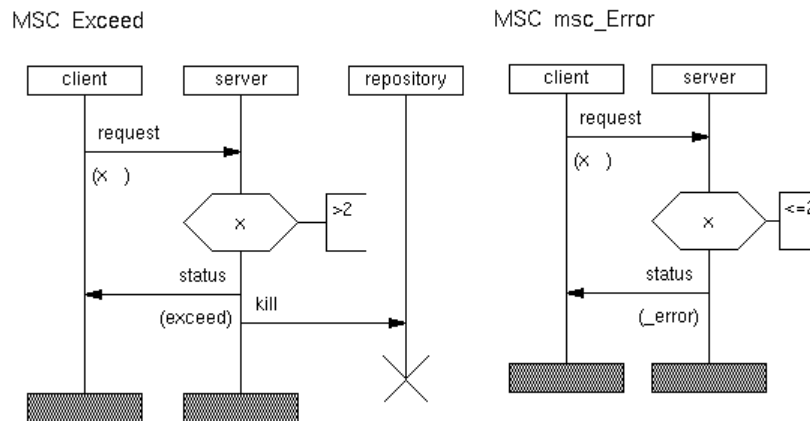 MSC Exceed
client
server
repository
request
(x )
x
>2
status
(exceed)
kill
MSC msc_Error
client
server
request
(x )
x
<=2
status
(_error)